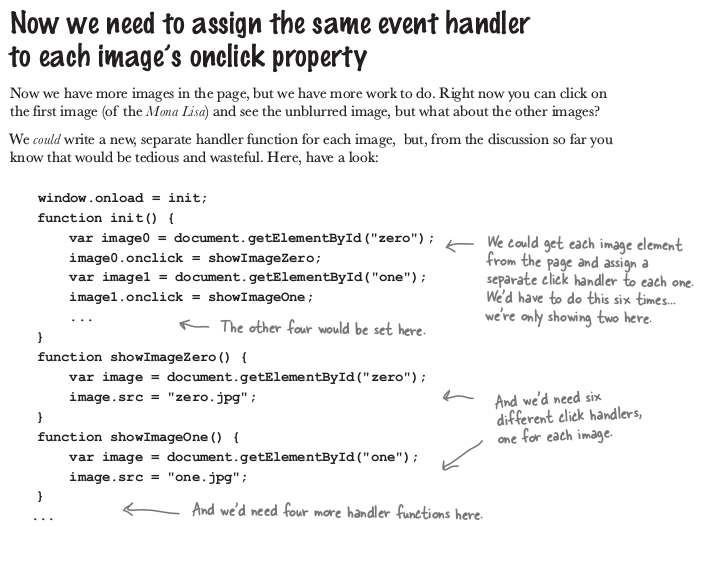 Now we need to assign the same event handler
to each image's onclick property
Now we have more images in the page, but we have more work to do. Right now you can click on
the first image (of the Mona Lisa) and see the unblurred image, but what about the other images?
We could write a new, separate handler function for each image, but, from the discussion so far you
know that would be tedious and wasteful. Here, have a look:
window.onload = init;
function init() {
var image0 = document.getElementById("zero");
image0.onclick = showImageZero;
var image1 = document.getElementById("one");
image1.onclick = showImageOne;
...
}
We could get each image element
from the page and assign a
separate click handler to each one.
We'd have to do this six times...
we're only showing two here.
The other four would be set here.
function showImageZero() {
var image = document.getElementById("zero");
image.src = "zero.jpg";
}
function showImageOne() {
var image = document.getElementById("one");
image.src = "one.jpg";
}
...
And we'd need six
different click handlers,
one for each image.
And we'd need four more handler functions here.